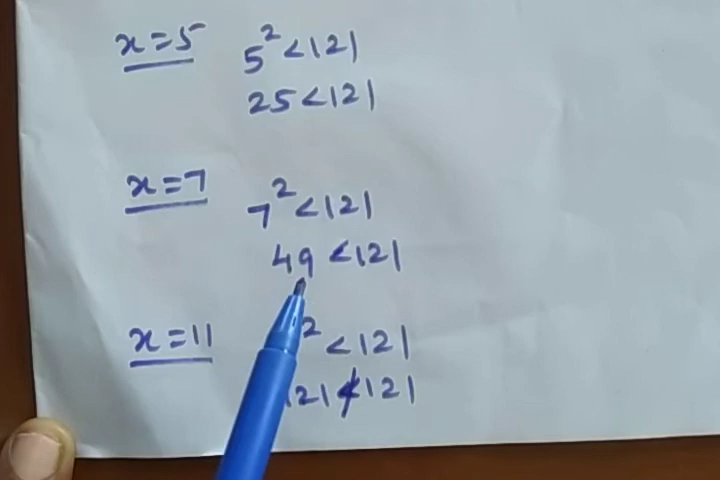 x=5 5² <121
25<121
x=7 7² <121
49 <121
x=11 ² <121
121≮121